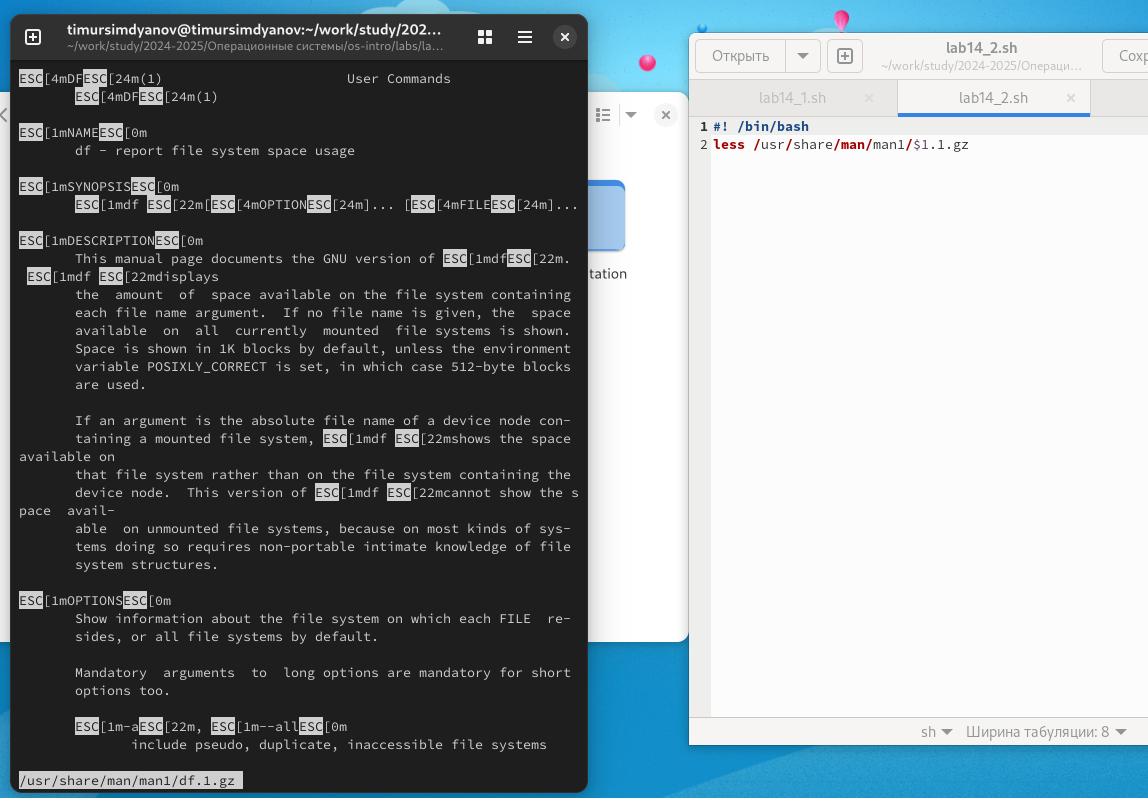 timursimdyanov@timursimdyanov:~/work/study/202...
~/work/study/2024-2025/Операционные системы/os-intro/labs/la...
ESC[4mDFESC[24m(1)                       User Commands
       ESC[4mDFESC[24m(1)
ESC[1mNAMEESC[0m
       df - report file system space usage
ESC[1mSYNOPSISESC[0m
       ESC[1mdf ESC[22m[ESC[4mOPTIONESC[24m]... [ESC[4mFILEESC[24m]...
ESC[1mDESCRIPTIONESC[0m
       This manual page documents the GNU version of ESC[1mdfESC[22m.
 ESC[1mdf ESC[22mdisplays
       the  amount  of  space available on the file system containing
       each file name argument.  If no file name is given, the  space
       available  on  all  currently  mounted  file systems is shown.
       Space is shown in 1K blocks by default, unless the environment
       variable POSIXLY_CORRECT is set, in which case 512-byte blocks
       are used.
       If an argument is the absolute file name of a device node con-
       taining a mounted file system, ESC[1mdf ESC[22mshows the space
available on
       that file system rather than on the file system containing the
       device node.  This version of ESC[1mdf ESC[22mcannot show the s
pace  avail-
       able  on unmounted file systems, because on most kinds of sys-
       tems doing so requires non-portable intimate knowledge of file
       system structures.
ESC[1mOPTIONSESC[0m
       Show information about the file system on which each FILE  re-
       sides, or all file systems by default.
       Mandatory  arguments  to  long options are mandatory for short
       options too.
       ESC[1m-aESC[22m, ESC[1m--allESC[0m
              include pseudo, duplicate, inaccessible file systems
/usr/share/man/man1/df.1.gz
tation
Открыть
lab14_2.sh
~/work/study/2024-2025/Операци...
Сохр
lab14_1.sh
lab14_2.sh
1 #! /bin/bash
2 less /usr/share/man/man1/$1.1.gz
sh
Ширина табуляции: 8